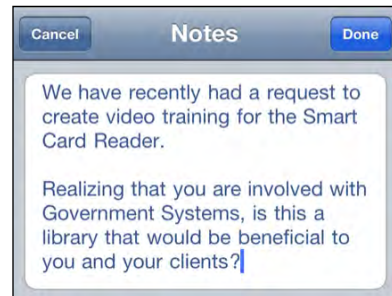 Cancel Notes Done
We have recently had a request to
create video training for the Smart
Card Reader.
Realizing that you are involved with
Government Systems, is this a
library that would be beneficial to
you and your clients?